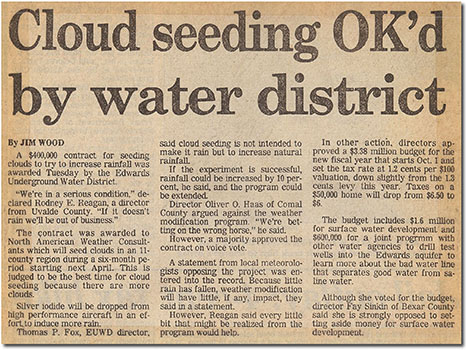 Cloud seeding OK'd
by water district
By JIM WOOD
A $400,000 contract for seeding
clouds to try to increase rainfall was
awarded Tuesday by the Edwards
Underground Water District.
"We're in a serious condition," de-
clared Rodney E. Reagan, a director
from Uvalde County. "If it doesn't
rain we'll be out of business."
The contract was awarded to
North American Weather Consult-
ants which will seed clouds in an 11-
county region during a six-month pe-
riod starting next April. This is
judged to be the best time for cloud
seeding because there are more
clouds.
Silver iodide will be dropped from
high performance aircraft in an ef-
fort to induce more rain.
Thomas P. Fox, EUWD director,
said cloud seeding is not intended to
make it rain but to increase natural
rainfall.
If the experiment is successful,
rainfall could be increased by 10 per-
cent, he said, and the program could
be extended.
Director Oliver O. Haas of Comal
County argued against the weather
modification program. "We're bet-
ting on the wrong horse," he said.
However, a majority approved the
contract on voice vote.
A statement from local meteorolo-
gists opposing the project was en-
tered into the record. Because little
rain has fallen, weather modification
will have little, if any, impact, they
said in a statement.
However, Reagan said every little
bit that might be realized from the
program would help.
In other action, directors ap-
proved a $3.38 million budget for the
new fiscal year that starts Oct. 1 and
set the tax rate at 1.2 cents per $100
valuation, down slightly from the 1.3
cents levy this year. Taxes on a
$50,000 home will drop from $6.50 to
$6.
The budget includes $1.6 million
for surface water development and
$600,000 for a joint program with
other water agencies to drill test
wells into the Edwards aquifer to
learn more about the bad water line
that separates good water from sa-
line water.
Although she voted for the budget,
director Fay Sinkin of Bexar County
said she is strongly opposed to set-
ting aside money for surface water
development.